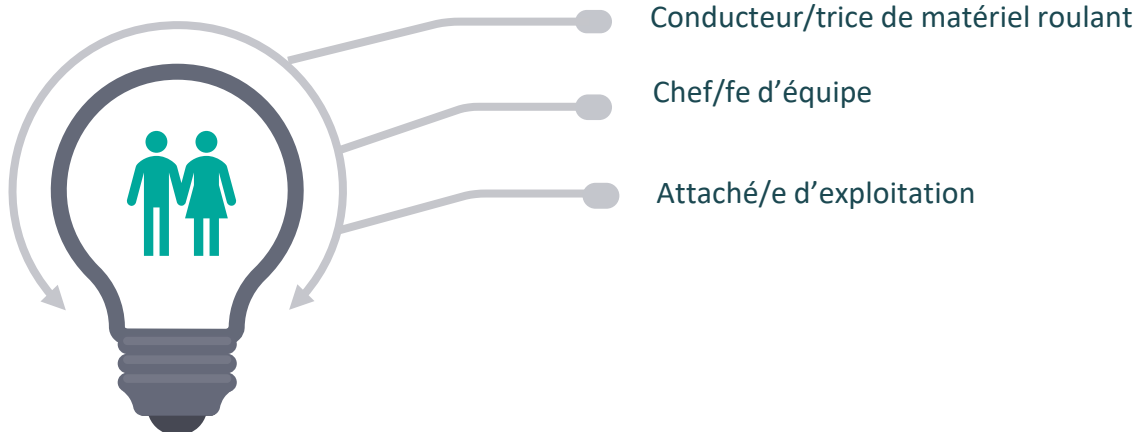 Conducteur/trice de matériel roulant
Chef/fe d’équipe
Attaché/e d’exploitation